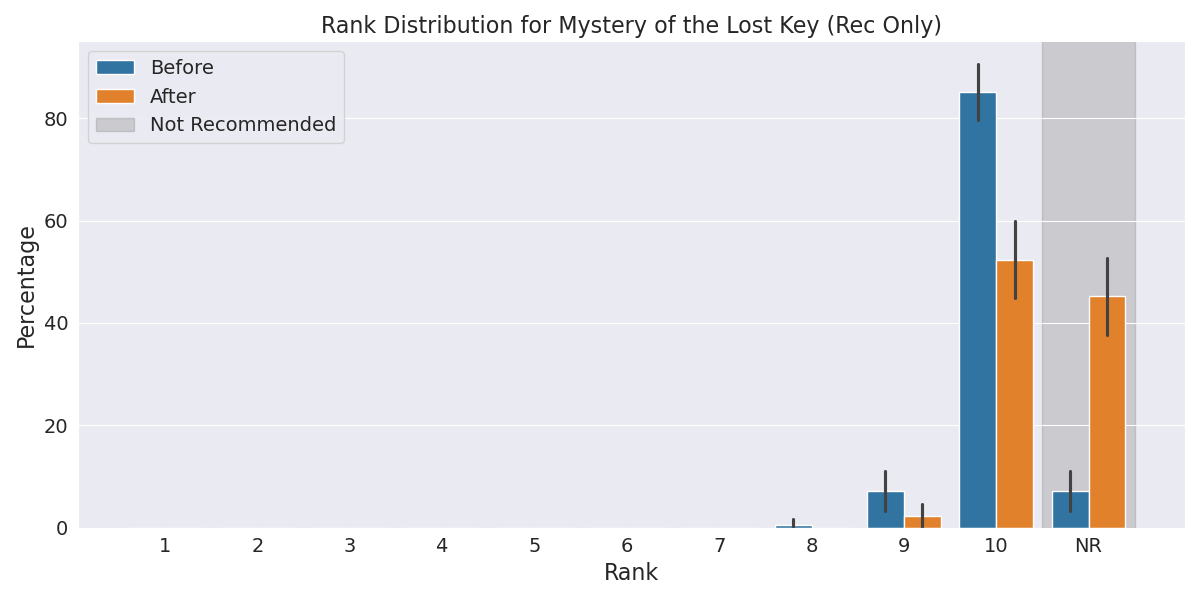 Rank Distribution for Mystery of the Lost Key (Rec Only)
Before
After
Not Recommended
Percentage
80
60
40
20
0
1 2 3 4 5 6 7 8 9 10 NR
Rank